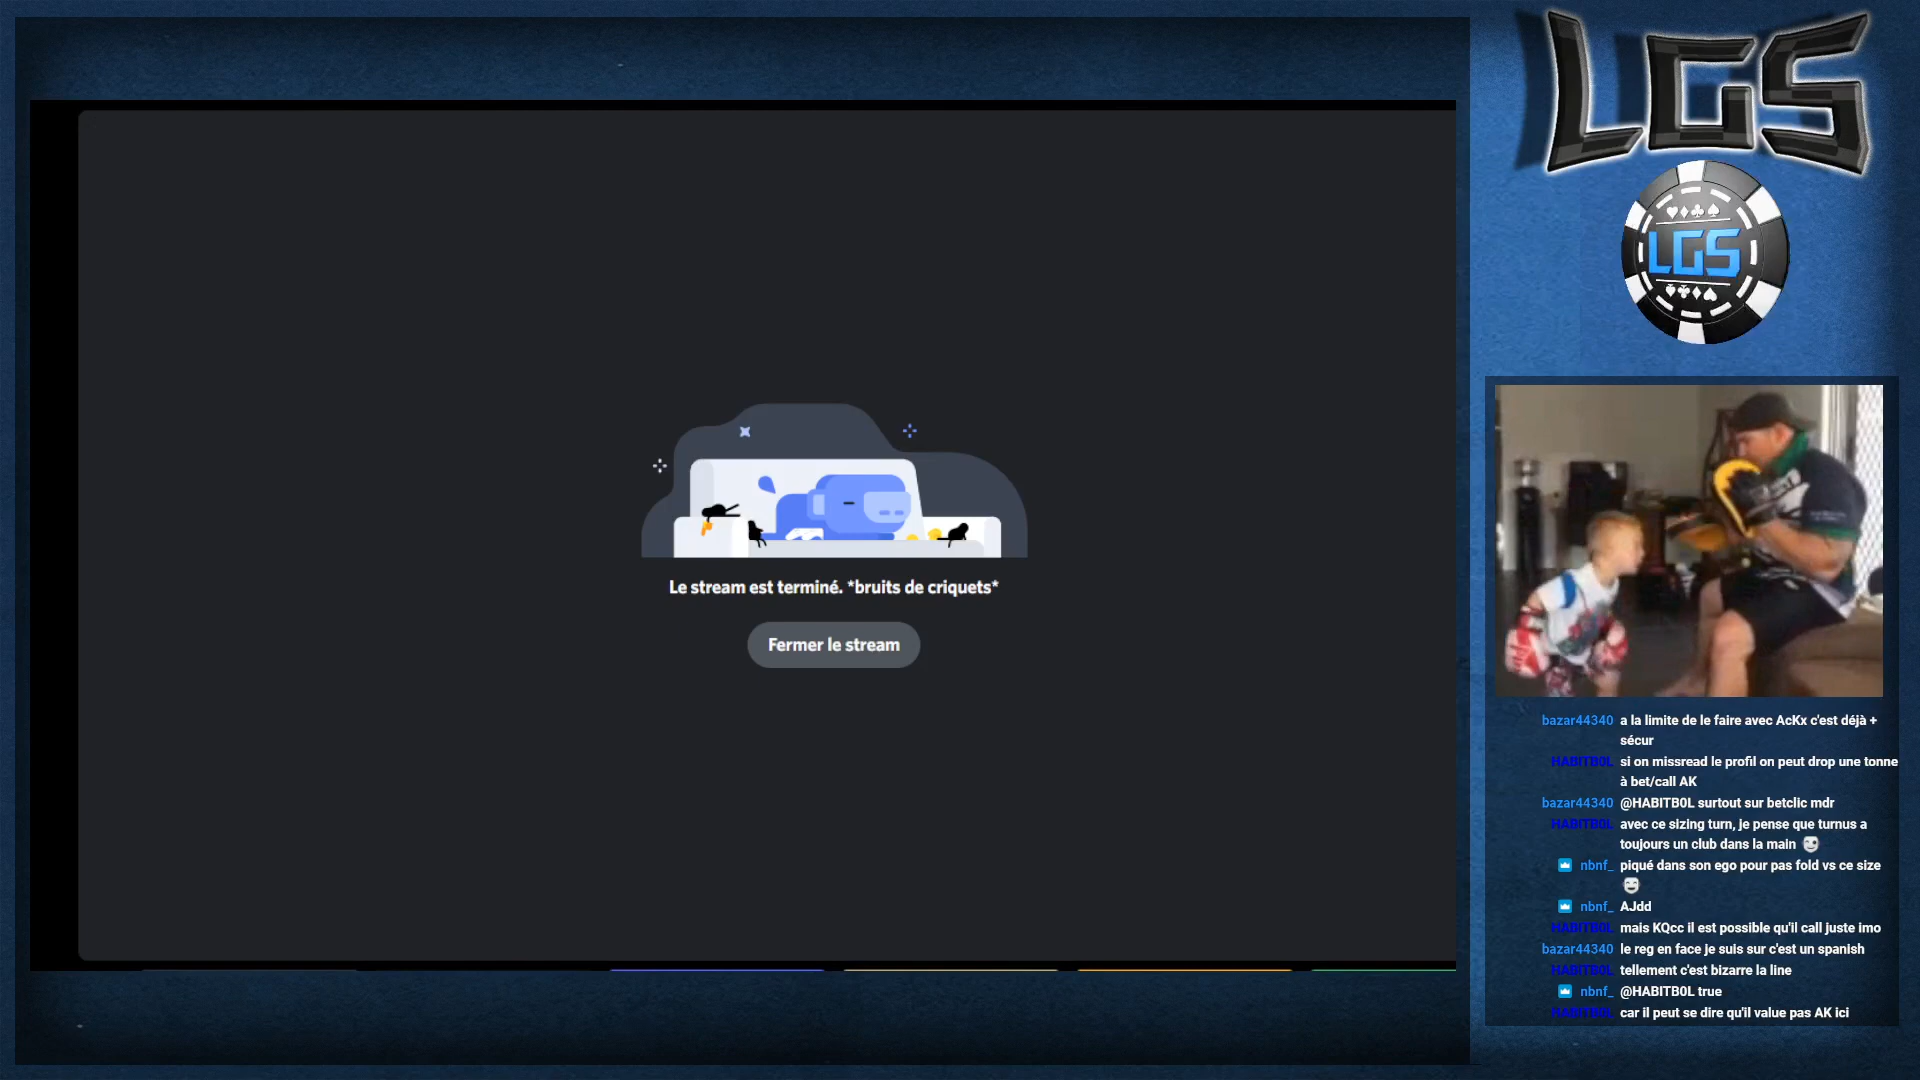 LGS
LGS
Le stream est terminé. *bruits de criquets*
Fermer le stream
bazar44340 a la limite de le faire avec AcKx c'est déjà +
sécur
HABITB0L si on missread le profil on peut drop une tonne
à bet/call AK
bazar44340 @HABITB0L surtout sur betclic mdr
HABITB0L avec ce sizing turn, je pense que turnus a
toujours un club dans la main
nbnf_ piqué dans son ego pour pas fold vs ce size
nbnf_ AJdd
HABITB0L mais KQcc il est possible qu'il call juste imo
bazar44340 le reg en face je suis sur c'est un spanish
HABITB0L tellement c'est bizarre la line
nbnf_ @HABITB0L true
HABITB0L car il peut se dire qu'il value pas AK ici